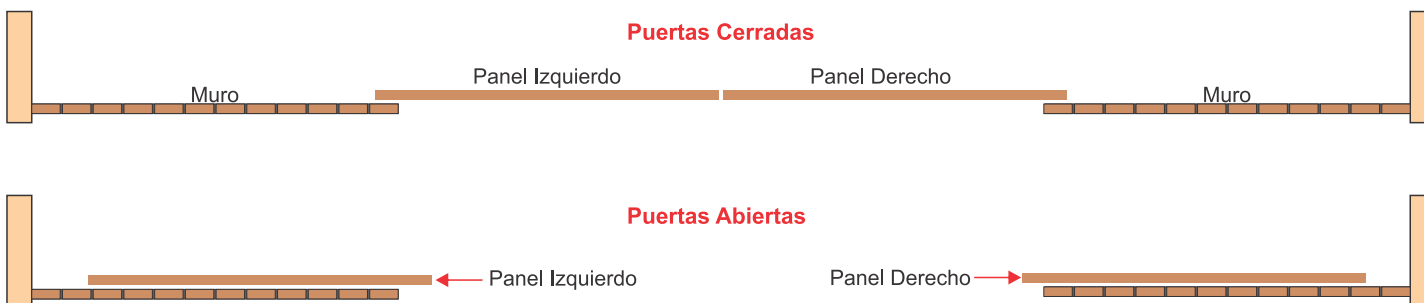 Puertas Cerradas
Panel Izquierdo
Panel Derecho
Muro
Muro
Puertas Abiertas
Panel Izquierdo
Panel Derecho